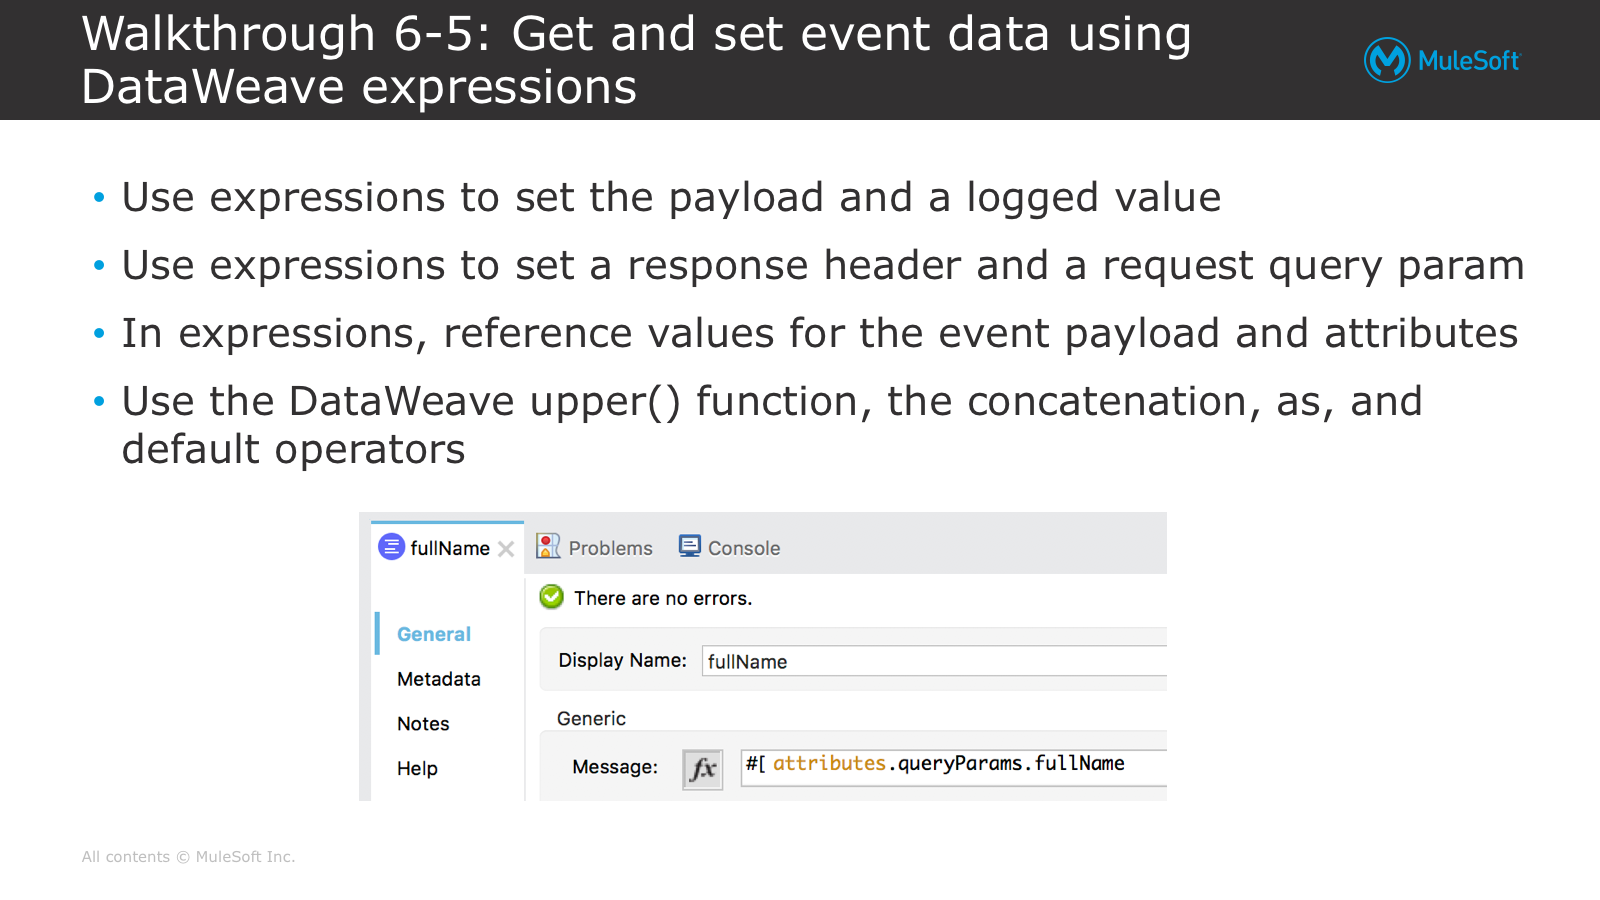 Walkthrough 6-5: Get and set event data using
DataWeave expressions
MuleSoft
• Use expressions to set the payload and a logged value
• Use expressions to set a response header and a request query param
• In expressions, reference values for the event payload and attributes
• Use the DataWeave upper() function, the concatenation, as, and
default operators
fullName
Problems
Console
There are no errors.
General
Display Name: fullName
Metadata
Generic
Notes
Message: fx #[ attributes.queryParams.fullName
Help
All contents © MuleSoft Inc.